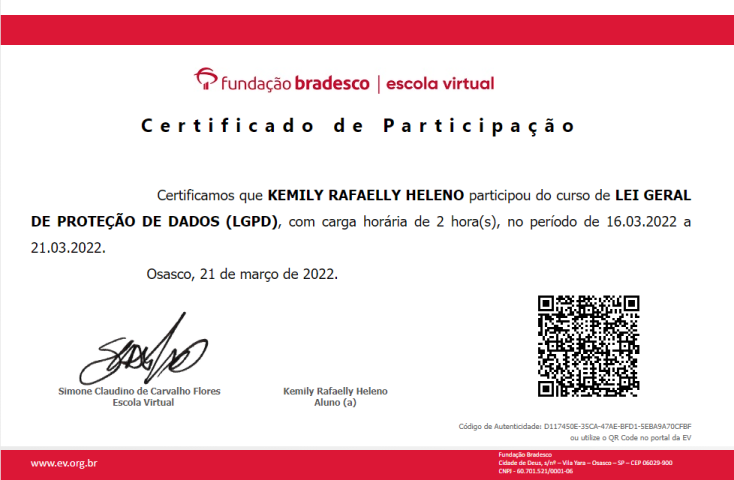 fundação bradesco | escola virtual
Certificado de Participação
Certificamos que KEMILY RAFAELLY HELENO participou do curso de LEI GERAL
DE PROTEÇÃO DE DADOS (LGPD), com carga horária de 2 hora(s), no período de 16.03.2022 a
21.03.2022.
Osasco, 21 de março de 2022.
Simone Claudino de Carvalho Flores
Escola Virtual
Kemily Rafaelly Heleno
Aluno (a)
Código de Autenticidade: D117450E-35CA-47AE-BFD1-5EBA9A70CFBF
ou utilize o QR Code no portal da EV
www.ev.org.br
Fundação Bradesco
Cidade de Deus, s/nº – Vila Yara – Osasco – SP – CEP 06029-900
CNPJ - 60.701.521/0001-06